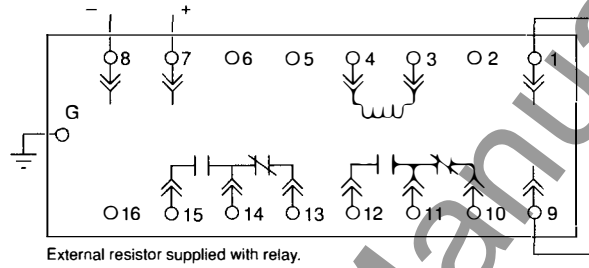 − +
8 7 6 5 4 3 2 1
G
16 15 14 13 12 11 10 9
External resistor supplied with relay.
Manua